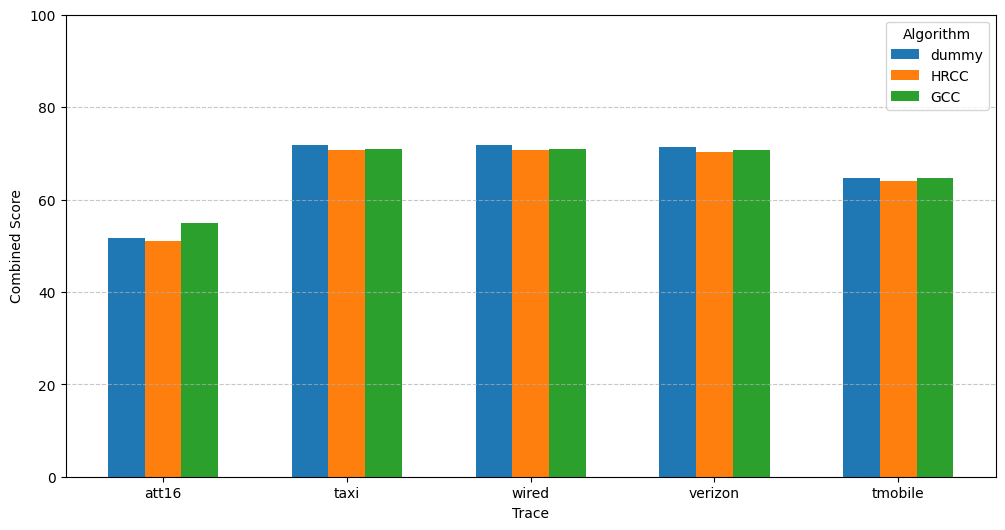 100
80
60
40
20
0
Combined Score
Algorithm
dummy
HRCC
GCC
att16
taxi
wired
verizon
tmobile
Trace